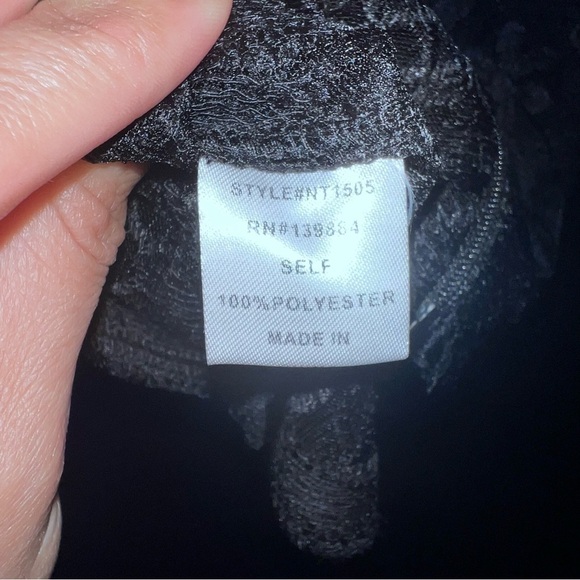 STYLE#NT1505
RN#139884
SELF
100%POLYESTER
MADE IN